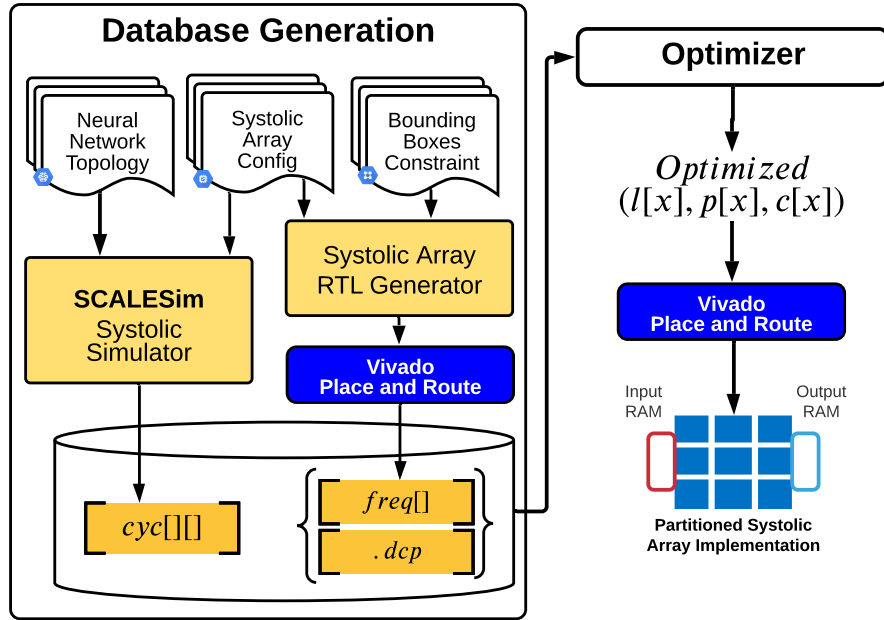 Database Generation
Neural
Network
Topology
Systolic
Array
Config
Bounding
Boxes
Constraint
SCALESim
Systolic
Simulator
Systolic Array
RTL Generator
Vivado
Place and Route
cyc[][]
freq[]
.dcp
Optimizer
Optimized
(l[x], p[x], c[x])
Vivado
Place and Route
Input
RAM
Output
RAM
Partitioned Systolic
Array Implementation